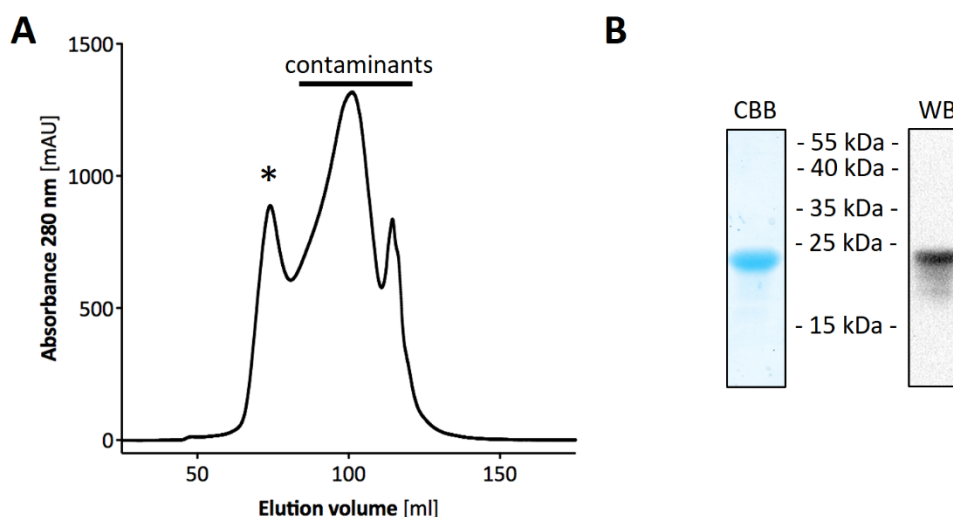 A
1500
1000
500
0
50
100
150
Absorbance 280 nm [mAU]
Elution volume [ml]
contaminants
*
B
CBB
WB
- 55 kDa -
- 40 kDa -
- 35 kDa -
- 25 kDa -
- 15 kDa -